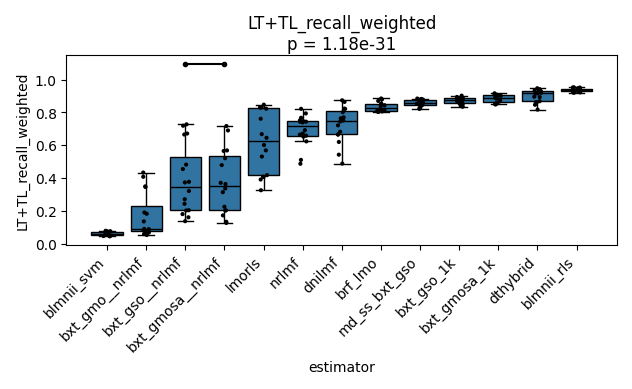 LT+TL_recall_weighted
p = 1.18e-31
LT+TL_recall_weighted
1.0
0.8
0.6
0.4
0.2
0.0
blmnii_svm
bxt_gmo__nrlmf
bxt_gso__nrlmf
bxt_gmosa__nrlmf
lmorls
nrlmf
dnilmf
brf_lmo
md_ss_bxt_gso
bxt_gso_1k
bxt_gmosa_1k
dthybrid
blmnii_rls
estimator